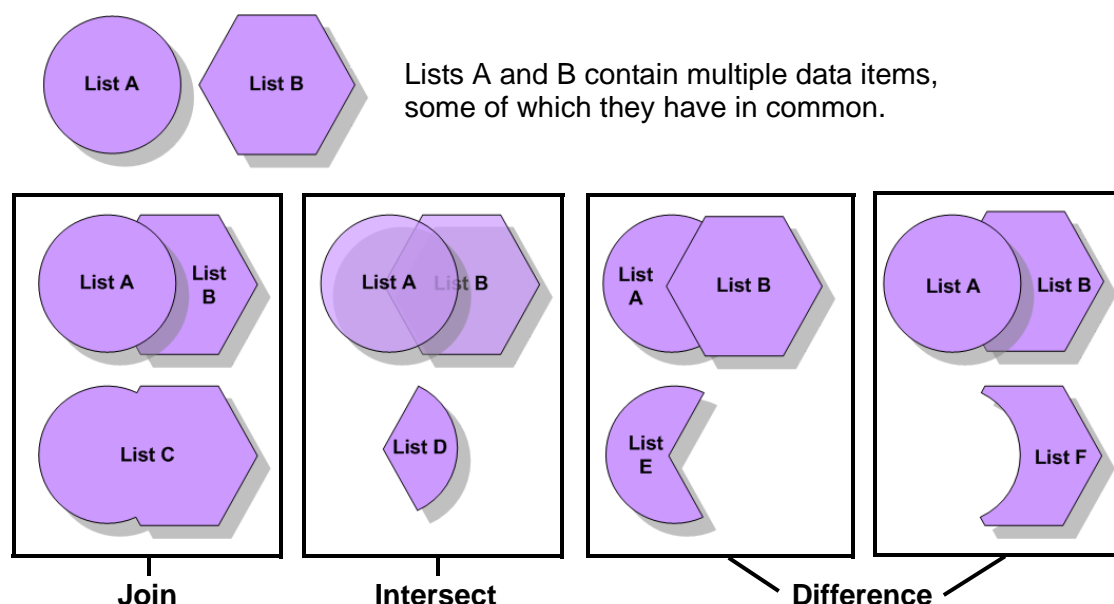 List A
List B
Lists A and B contain multiple data items,
some of which they have in common.
List A
List
B
List C
Join
List A
List B
List D
Intersect
List
A
List B
List
E
List A
List B
List F
Difference